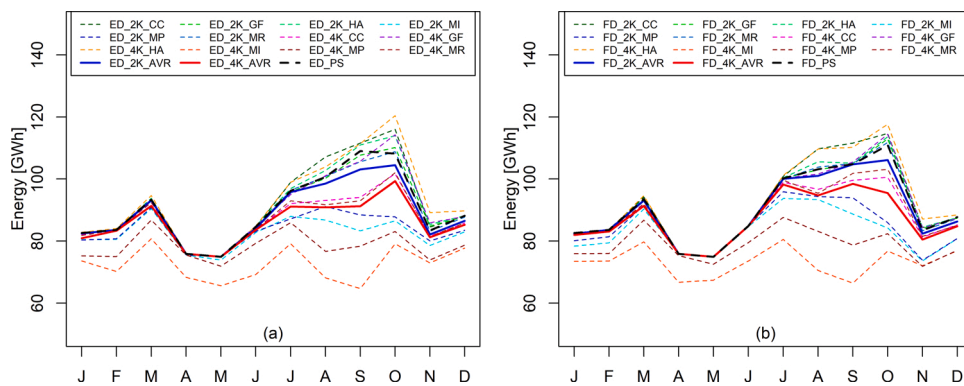 ED_2K_CC ED_2K_GF ED_2K_HA ED_2K_MI
ED_2K_MP ED_2K_MR ED_4K_CC ED_4K_GF
ED_4K_HA ED_4K_MI ED_4K_MP ED_4K_MR
ED_2K_AVR ED_4K_AVR ED_PS
Energy [GWh]
140
120
100
80
60
(a)
J F M A M J J A S O N D
FD_2K_CC FD_2K_GF FD_2K_HA FD_2K_MI
FD_2K_MP FD_2K_MR FD_4K_CC FD_4K_GF
FD_4K_HA FD_4K_MI FD_4K_MP FD_4K_MR
FD_2K_AVR FD_4K_AVR FD_PS
Energy [GWh]
140
120
100
80
60
(b)
J F M A M J J A S O N D